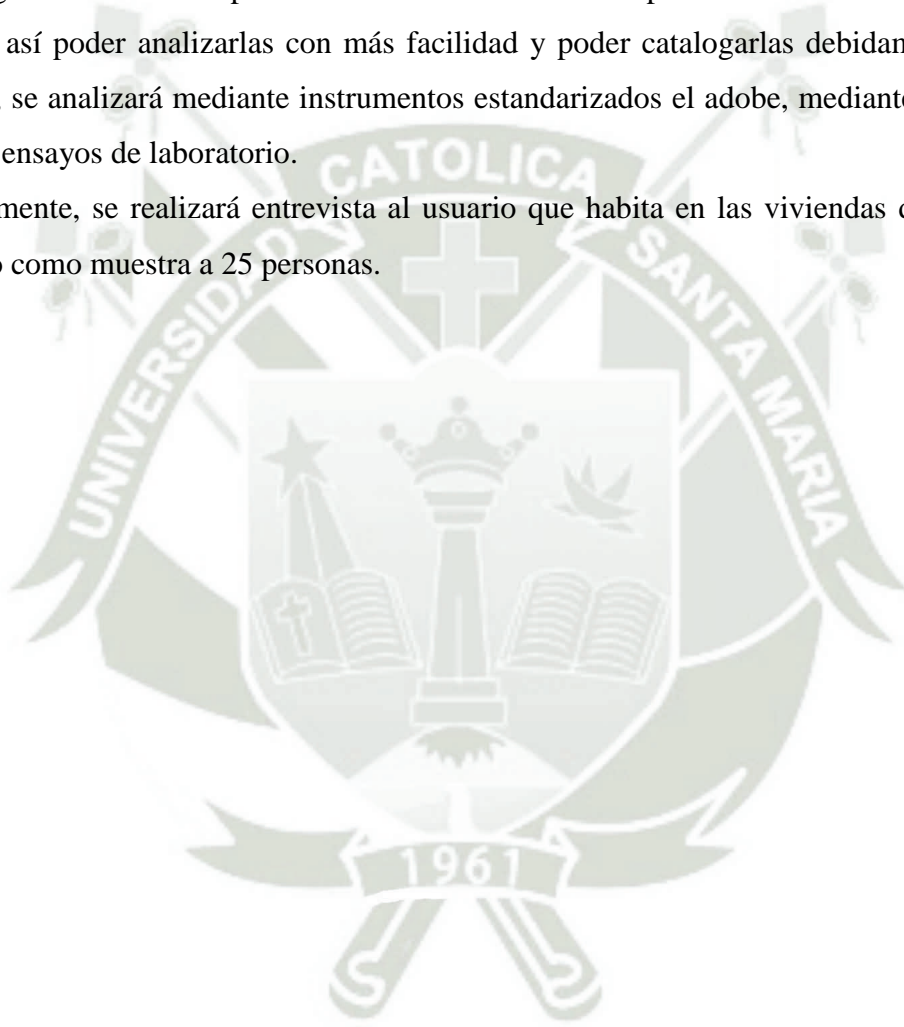 así poder analizarlas con más facilidad y poder catalogarlas
se analizará mediante instrumentos estandarizados el adobe, mediante
ensayos de laboratorio.
se realizará entrevista al usuario que habita en las viviendas
como muestra a 25 personas.
UNIVERSIDAD CATOLICA SANTA MARIA
1961